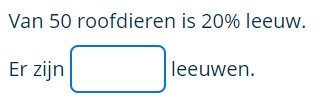 Van 50 roofdieren is 20% leeuw.
Er zijn leeuwen.